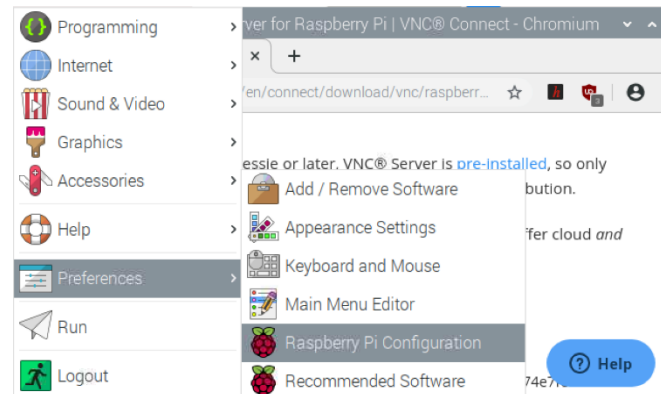 Programming
Internet
Sound & Video
Graphics
Accessories
Help
Preferences
Run
Logout
ver for Raspberry Pi | VNC® Connect - Chromium
/en/connect/download/vnc/raspberr...
3
essie or later. VNC® Server is pre-installed, so only
bution.
ffer cloud and
Add / Remove Software
Appearance Settings
Keyboard and Mouse
Main Menu Editor
Raspberry Pi Configuration
Recommended Software
Help